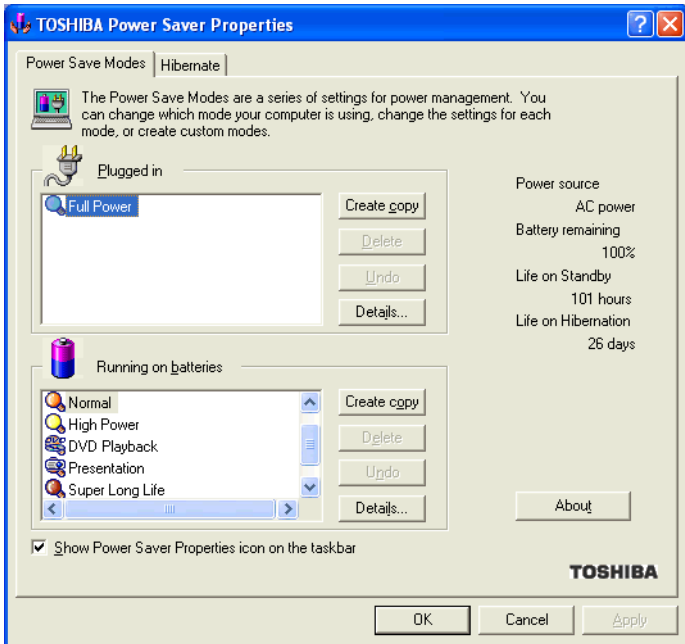 TOSHIBA Power Saver Properties
Power Save Modes
Hibernate
The Power Save Modes are a series of settings for power management. You
can change which mode your computer is using, change the settings for each
mode, or create custom modes.
Plugged in
Full Power
Create copy
Delete
Undo
Details...
Power source
AC power
Battery remaining
100%
Life on Standby
101 hours
Life on Hibernation
26 days
Running on batteries
Normal
High Power
DVD Playback
Presentation
Super Long Life
Create copy
Delete
Undo
Details...
About
Show Power Saver Properties icon on the taskbar
TOSHIBA
OK
Cancel
Apply